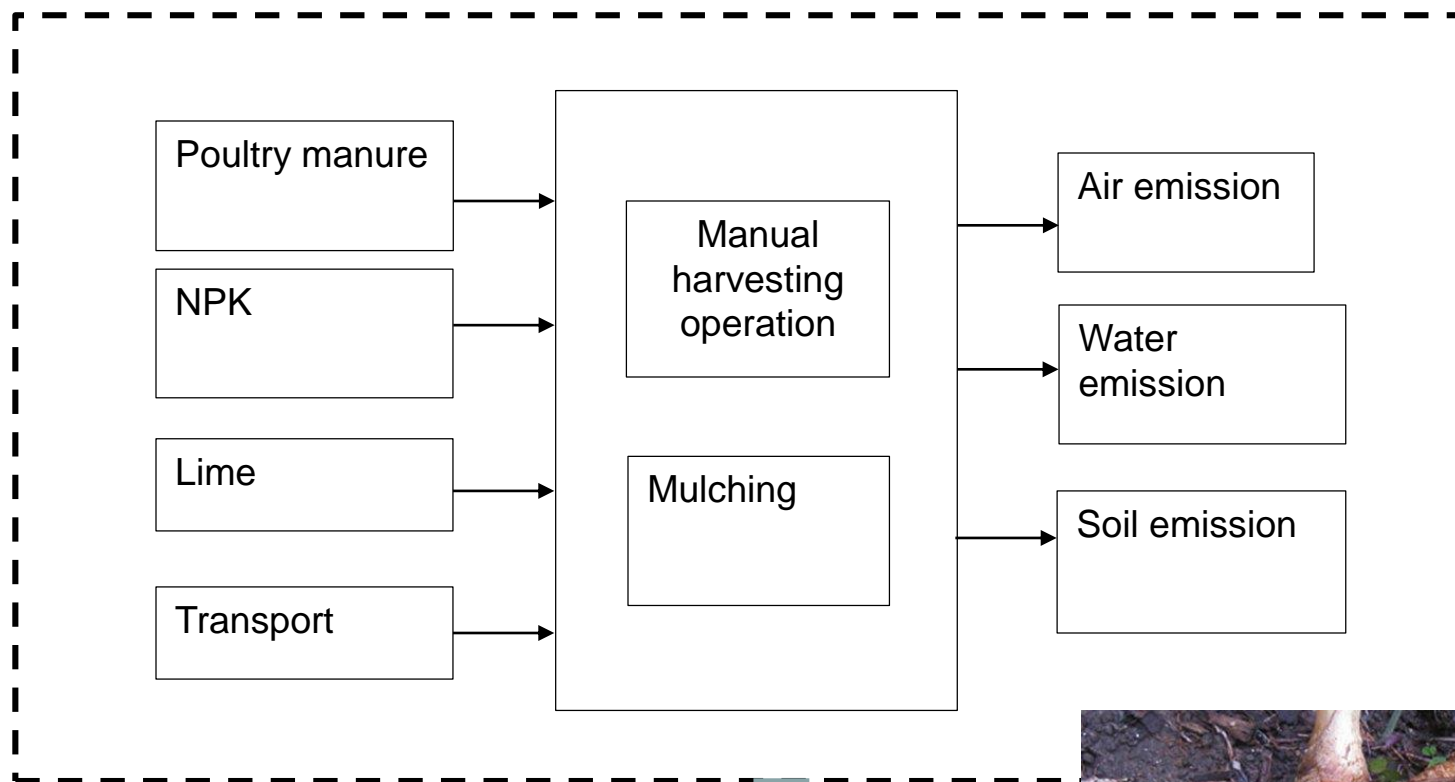 Poultry manure
NPK
Lime
Transport
Manual
harvesting
operation
Mulching
Air emission
Water
emission
Soil emission